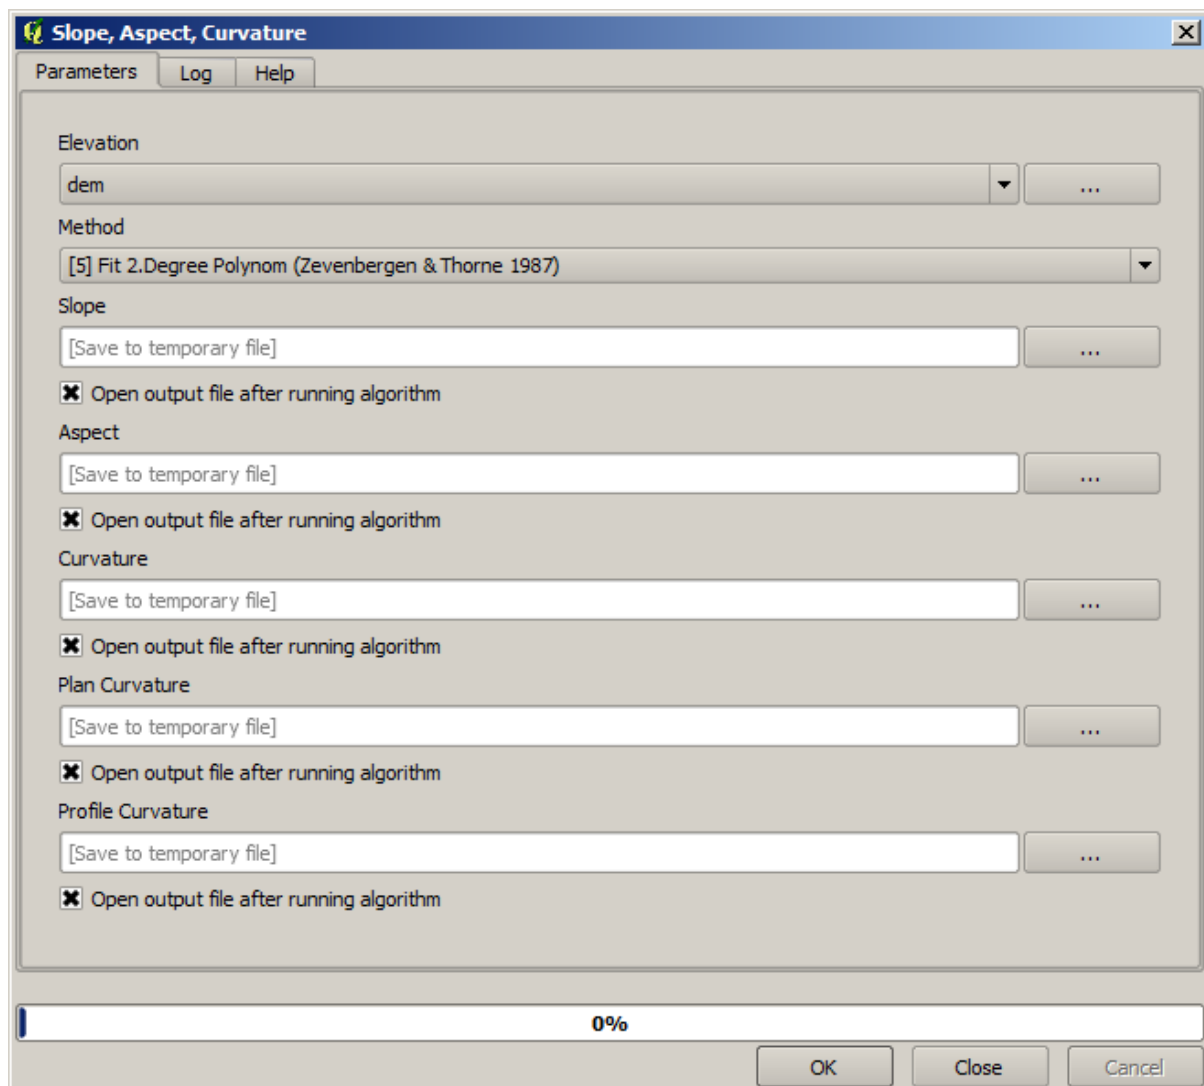 Slope, Aspect, Curvature
Parameters Log Help
Elevation
dem ...
Method
[5] Fit 2.Degree Polynom (Zevenbergen & Thorne 1987)
Slope
[Save to temporary file] ...
Open output file after running algorithm
Aspect
[Save to temporary file] ...
Open output file after running algorithm
Curvature
[Save to temporary file] ...
Open output file after running algorithm
Plan Curvature
[Save to temporary file] ...
Open output file after running algorithm
Profile Curvature
[Save to temporary file] ...
Open output file after running algorithm
0%
OK Close Cancel